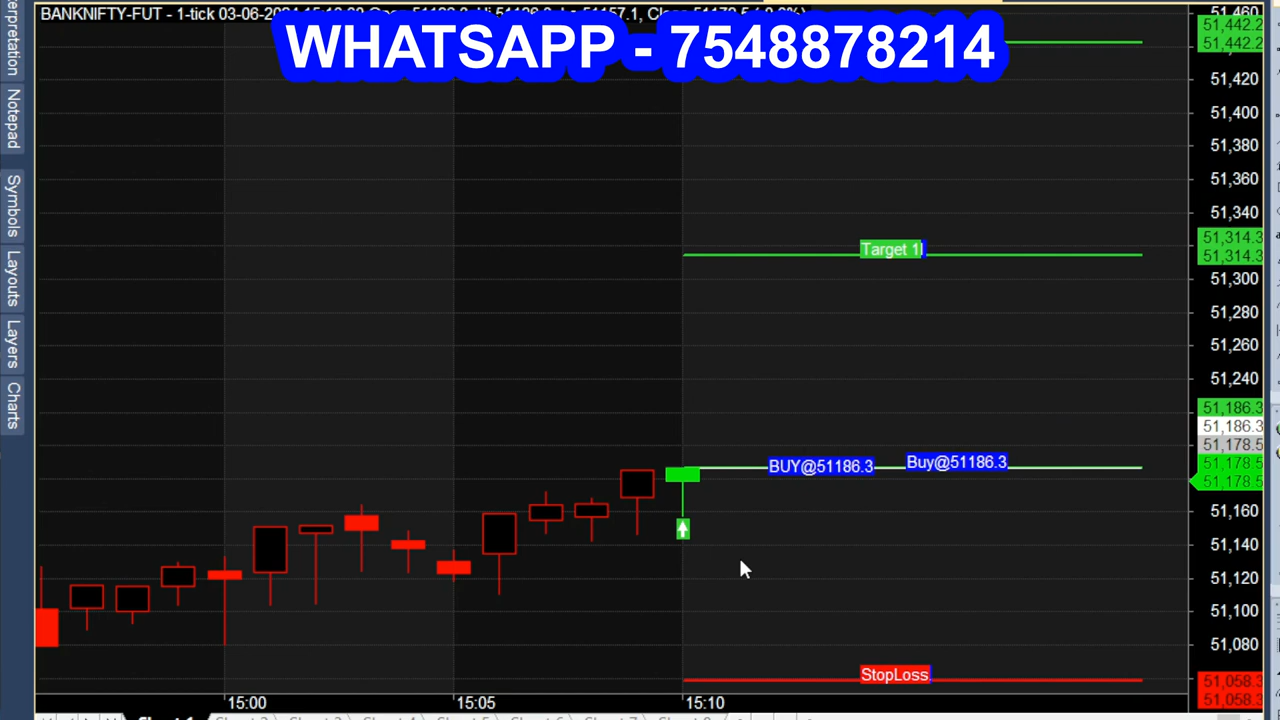 BANKNIFTY-FUT - 1-tick 03-06-
WHATSAPP - 7548878214
51,442.2
51,442.2
51,420
51,400
51,380
51,360
51,340
51,314.3
51,314.3
51,300
51,280
51,260
51,240
51,186.3
51,186.3
51,178.5
51,178.5
51,178.5
51,160
51,140
51,120
51,100
51,080
51,058.3
51,058.3
Target 1
BUY@51186.3
Buy@51186.3
StopLoss
15:00
15:05
15:10
Notepad
Symbols
Layouts
Layers
Charts